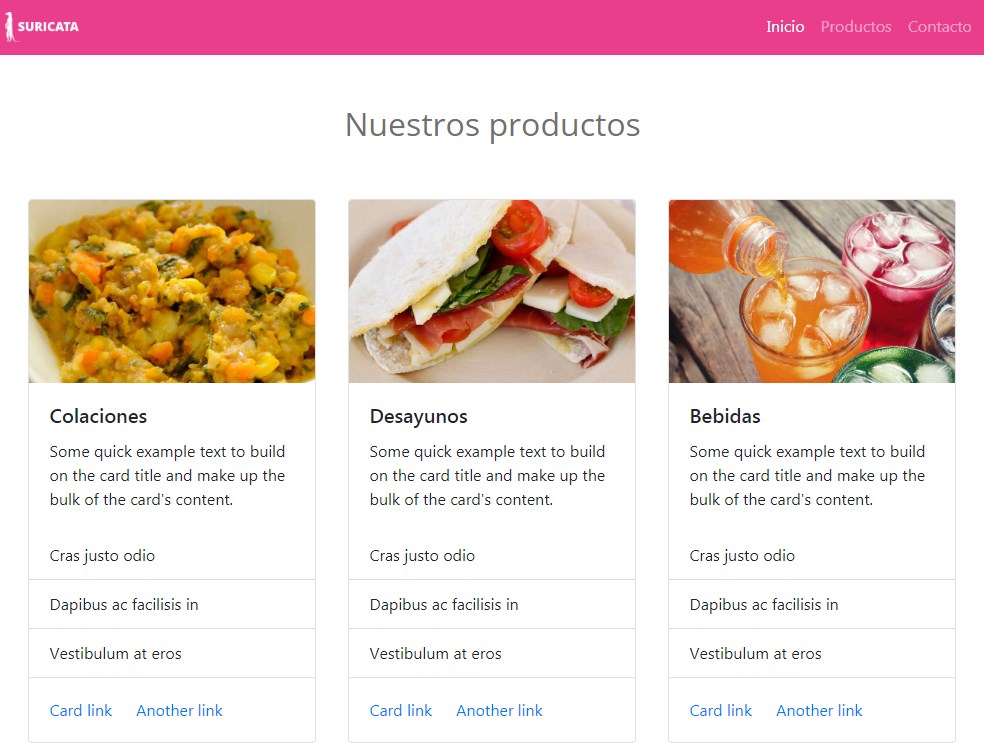 SURICATA
Inicio Productos Contacto
Nuestros productos
Colaciones
Some quick example text to build
on the card title and make up the
bulk of the card's content.
Cras justo odio
Dapibus ac facilisis in
Vestibulum at eros
Card link Another link
Desayunos
Some quick example text to build
on the card title and make up the
bulk of the card's content.
Cras justo odio
Dapibus ac facilisis in
Vestibulum at eros
Card link Another link
Bebidas
Some quick example text to build
on the card title and make up the
bulk of the card's content.
Cras justo odio
Dapibus ac facilisis in
Vestibulum at eros
Card link Another link